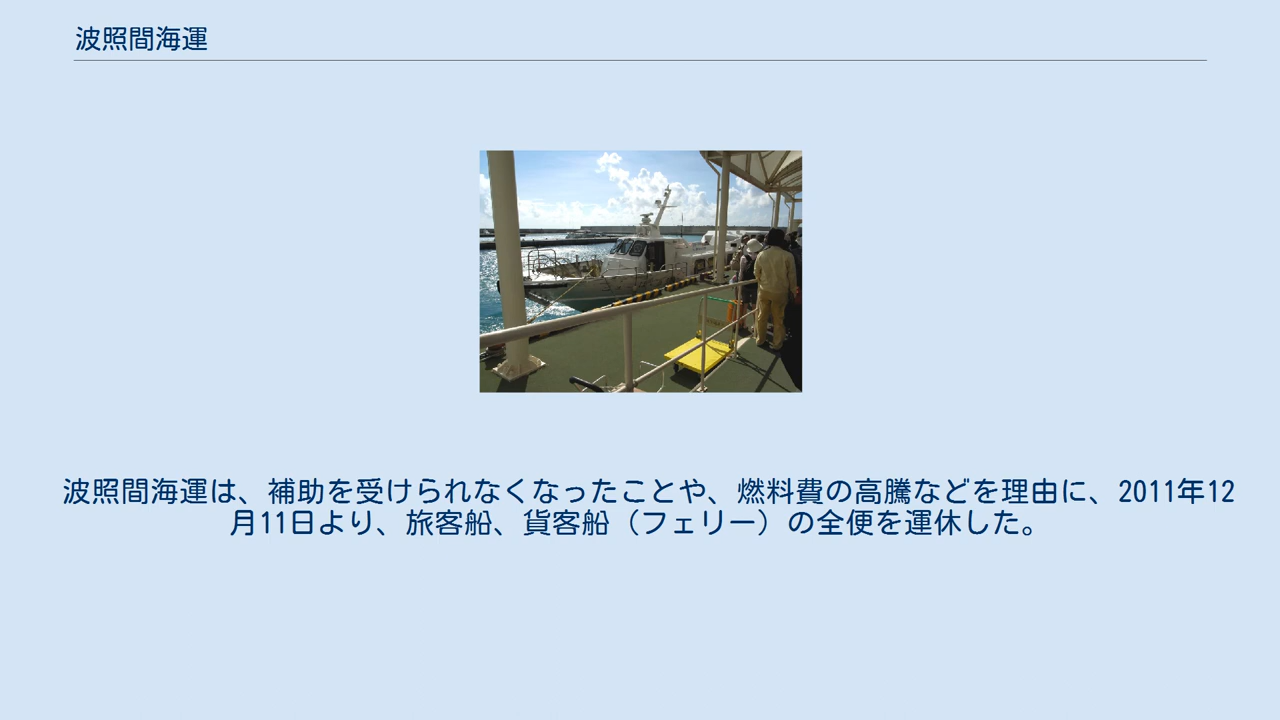 波照間海運
波照間海運は、補助を受けられなくなったことや、燃料費の高騰などを理由に、2011年12
月11日より、旅客船、貨客船（フェリー）の全便を運休した。